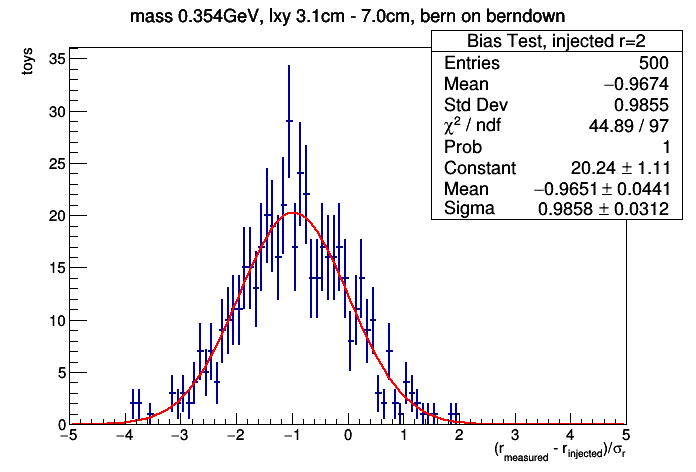 mass 0.354GeV, lxy 3.1cm - 7.0cm, bern on berndown
Bias Test, injected r=2
Entries 500
Mean −0.9674
Std Dev 0.9855
χ² / ndf 44.89 / 97
Prob 1
Constant 20.24 ± 1.11
Mean −0.9651 ± 0.0441
Sigma 0.9858 ± 0.0312
toys
35
30
25
20
15
10
5
0
−5 −4 −3 −2 −1 0 1 2 3 4 5
(r_measured - r_injected)/σ_r